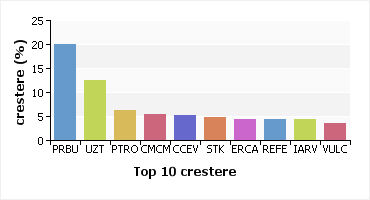 crestere (%)
25
20
15
10
5
0
PRBU UZT PTRO CMCM CCEV STK ERCA REFE IARV VULC
Top 10 crestere